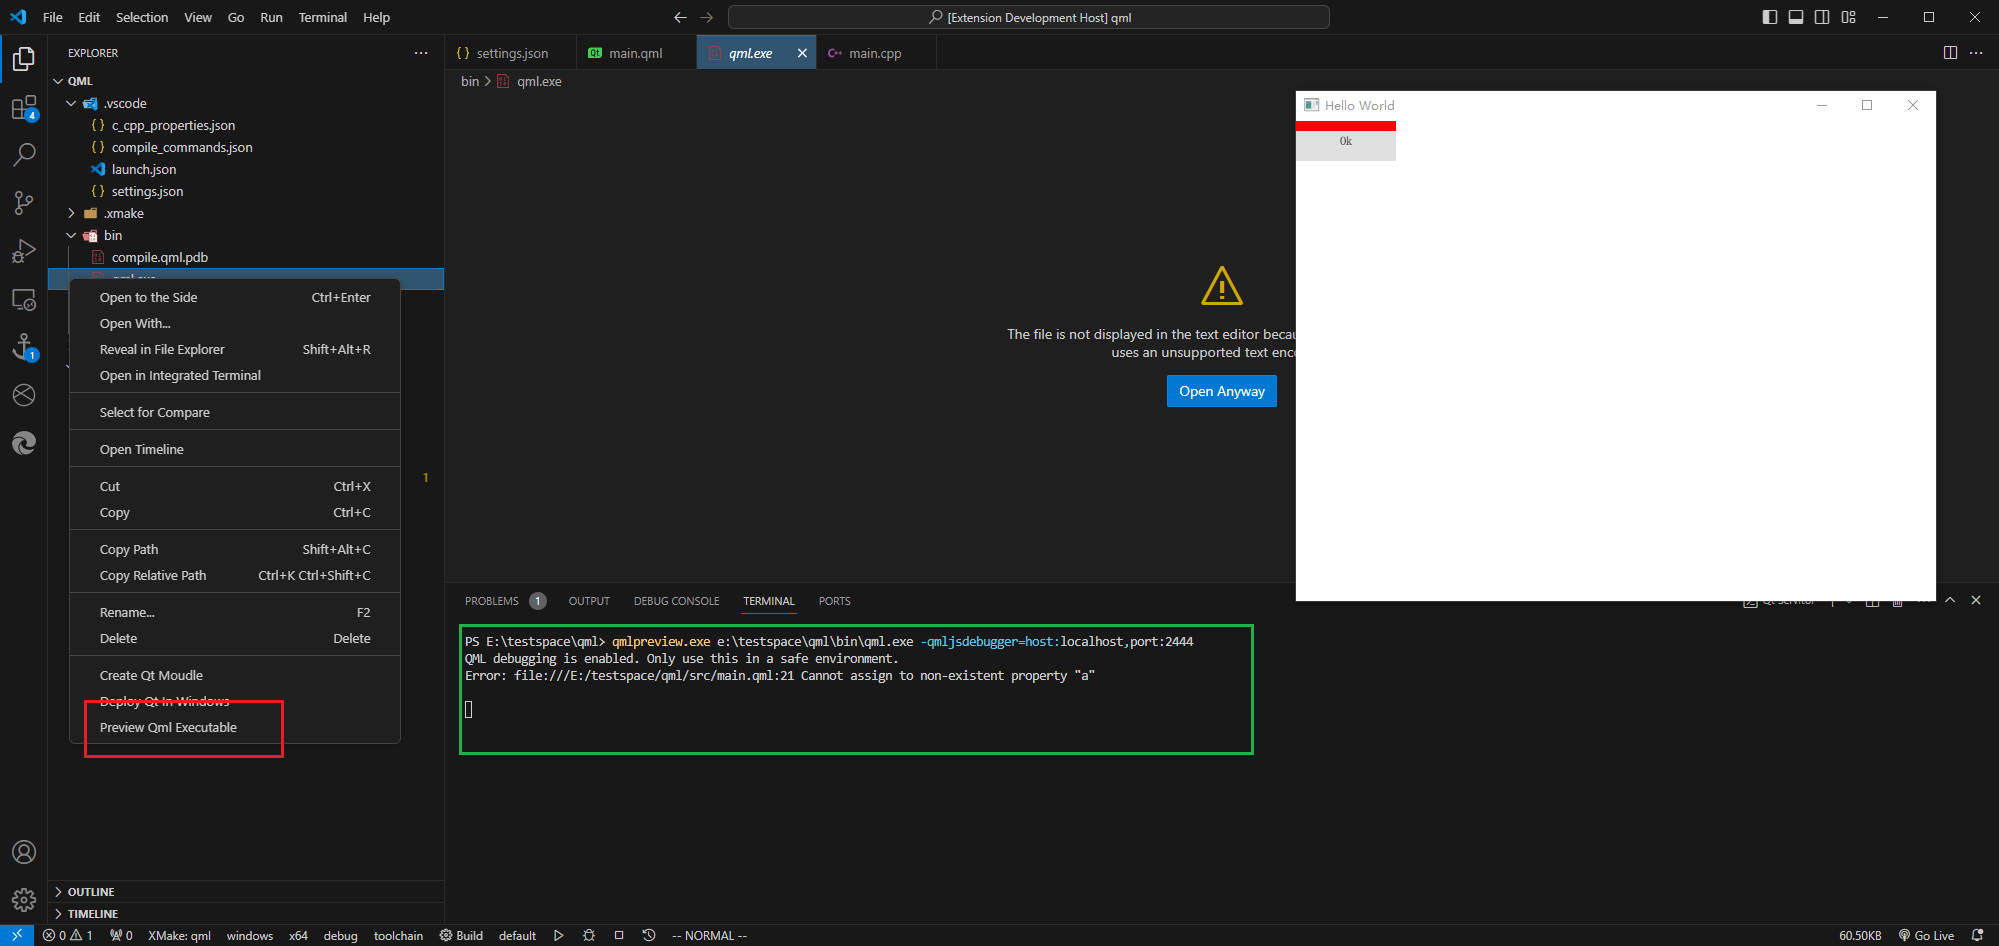 File Edit Selection View Go Run Terminal Help
[Extension Development Host] qml
EXPLORER
QML
.vscode
c_cpp_properties.json
compile_commands.json
launch.json
settings.json
.xmake
bin
compile.qml.pdb
qml.exe
4
1
Open to the Side Ctrl+Enter
Open With...
Reveal in File Explorer Shift+Alt+R
Open in Integrated Terminal
Select for Compare
Open Timeline
Cut Ctrl+X
Copy Ctrl+C
Copy Path Shift+Alt+C
Copy Relative Path Ctrl+K Ctrl+Shift+C
Rename... F2
Delete Delete
Create Qt Moudle
Deploy Qt In Windows
Preview Qml Executable
1
OUTLINE
TIMELINE
settings.json main.qml qml.exe main.cpp
bin > qml.exe
The file is not displayed in the text editor becau
uses an unsupported text enc
Open Anyway
Hello World
Ok
PROBLEMS 1 OUTPUT DEBUG CONSOLE TERMINAL PORTS
PS E:\testspace\qml> qmlpreview.exe e:\testspace\qml\bin\qml.exe -qmljsdebugger=host:localhost,port:2444
QML debugging is enabled. Only use this in a safe environment.
Error: file:///E:/testspace/qml/src/main.qml:21 Cannot assign to non-existent property "a"
0 1 0 XMake: qml windows x64 debug toolchain Build default -- NORMAL -- 60.50KB Go Live